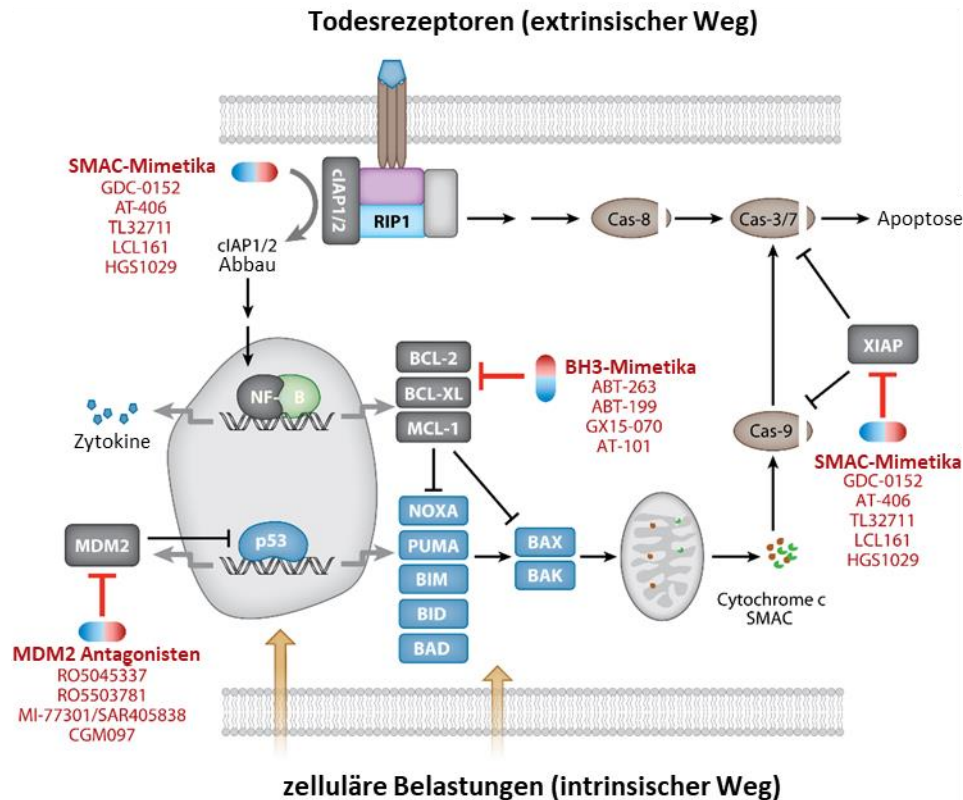 Todesrezeptoren (extrinsischer Weg)
SMAC-Mimetika
GDC-0152
AT-406
TL32711
LCL161
HGS1029
cIAP1/2
RIP1
cIAP1/2
Abbau
Cas-8
Cas-3/7
Apoptose
NF-
B
Zytokine
BCL-2
BCL-XL
MCL-1
BH3-Mimetika
ABT-263
ABT-199
GX15-070
AT-101
XIAP
Cas-9
SMAC-Mimetika
GDC-0152
AT-406
TL32711
LCL161
HGS1029
MDM2
p53
NOXA
PUMA
BIM
BID
BAD
BAX
BAK
Cytochrome c
SMAC
MDM2 Antagonisten
RO5045337
RO5503781
MI-77301/SAR405838
CGM097
zelluläre Belastungen (intrinsischer Weg)